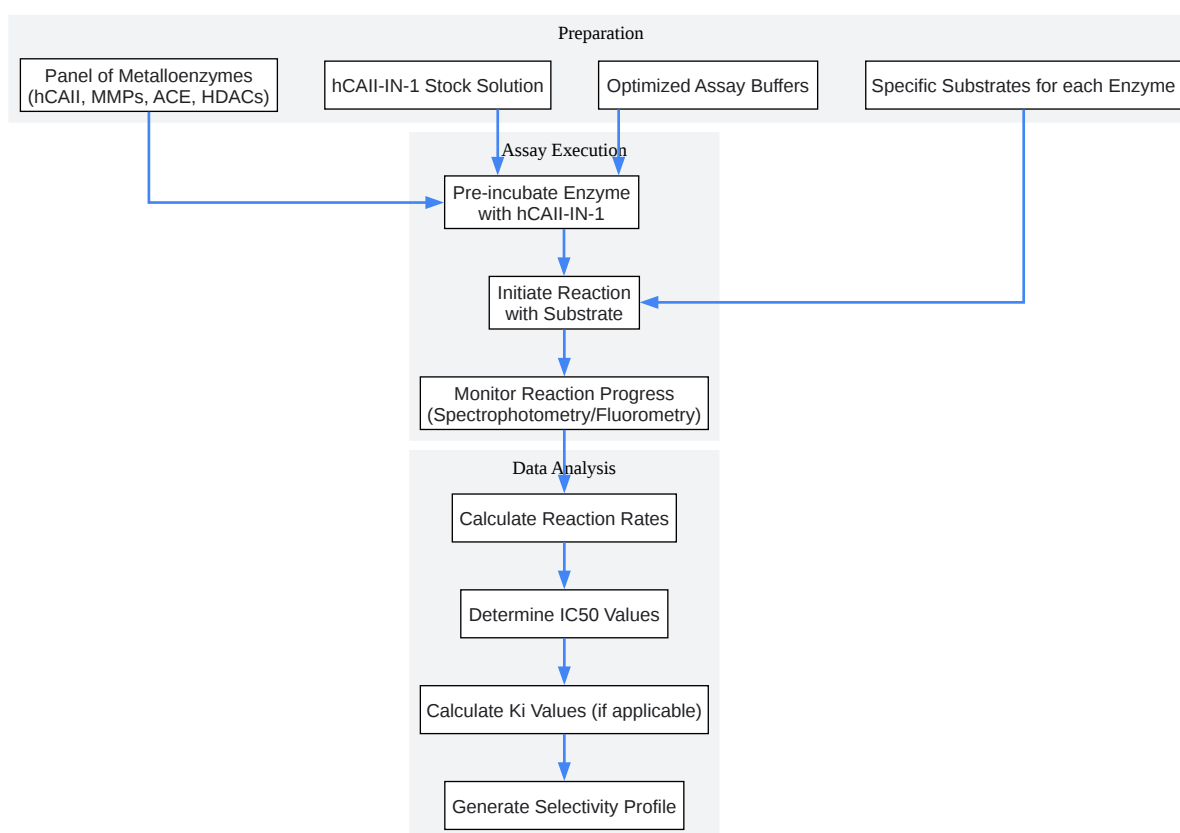 Preparation
Panel of Metalloenzymes
(hCAII, MMPs, ACE, HDACs)
hCAII-IN-1 Stock Solution
Optimized Assay Buffers
Specific Substrates for each Enzyme
Assay Execution
Pre-incubate Enzyme
with hCAII-IN-1
Initiate Reaction
with Substrate
Monitor Reaction Progress
(Spectrophotometry/Fluorometry)
Data Analysis
Calculate Reaction Rates
Determine IC50 Values
Calculate Ki Values (if applicable)
Generate Selectivity Profile